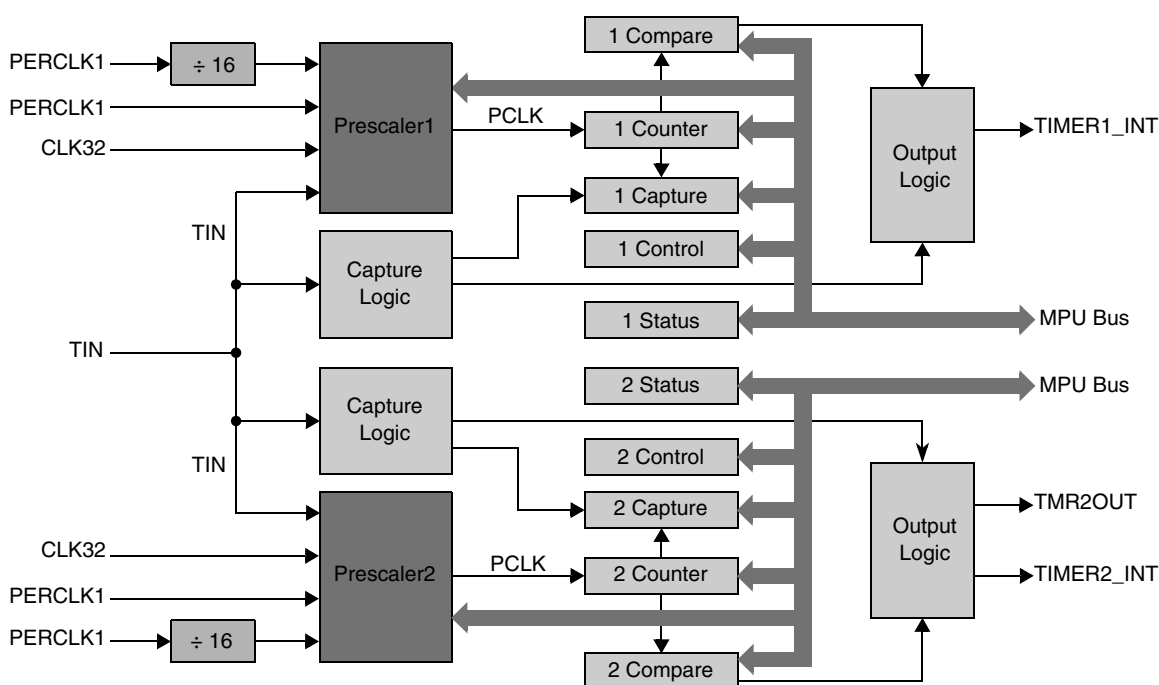 1 Compare
PERCLK1
÷ 16
PERCLK1
Prescaler1
PCLK
1 Counter
TIMER1_INT
CLK32
Output
Logic
1 Capture
TIN
1 Control
Capture
Logic
1 Status
MPU Bus
TIN
2 Status
MPU Bus
Capture
Logic
TIN
2 Control
2 Capture
TMR2OUT
Output
Logic
CLK32
Prescaler2
PCLK
2 Counter
TIMER2_INT
PERCLK1
PERCLK1
÷ 16
2 Compare